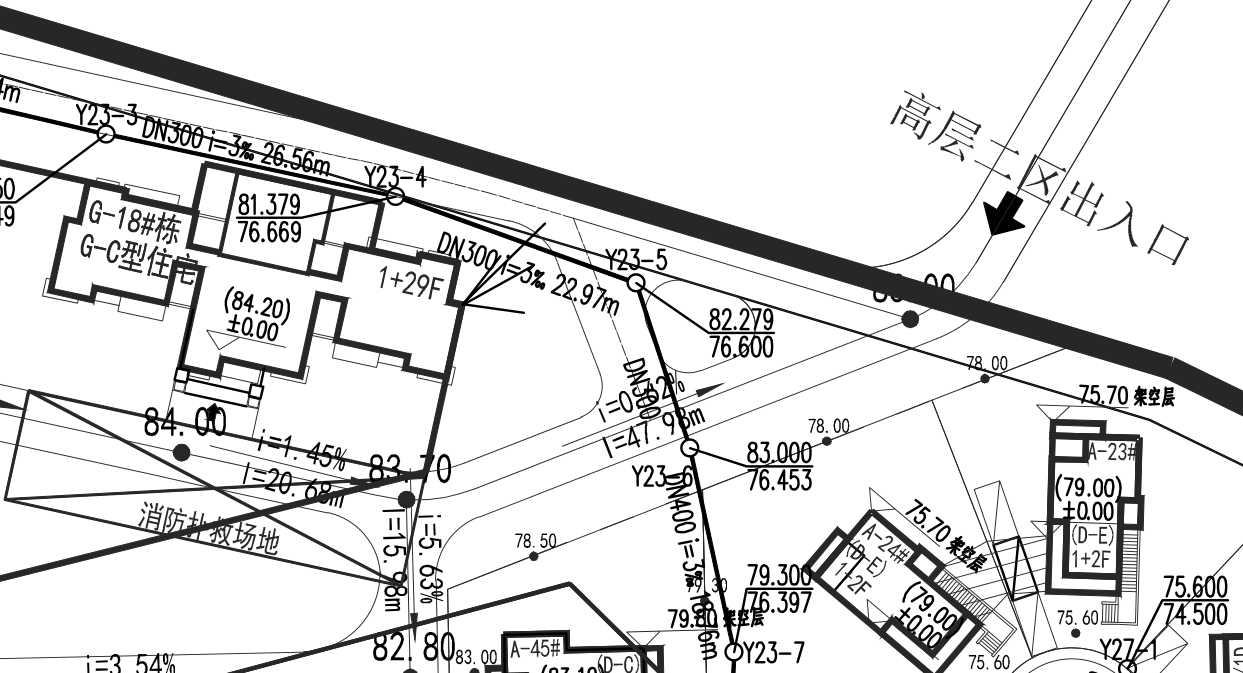 4m
Y23-3
DN300 i=3‰ 26.56m
Y23-4
高层二区出入口
G-18#栋
G-C型住宅
81.379
76.669
1+29F
(84.20)
±0.00
DN300 i=3‰ 22.97m
Y23-5
82.279
76.600
78.00
75.70 架空层
A-23#
(79.00)
±0.00
(D-E)
1+2F
DN300
l=47.98m
78.00
83.000
76.453
84.00
i=1.45%
l=20.68m
83.70
消防扑救场地
l=15.98m
i=5.63%
78.50
75.70 架空层
A-24#
(D-E)
1+2F
(79.00)
±0.00
79.300
76.397
架空层
75.600
74.500
75.60
75.60
Y27-1
82.80
83.00
i=3.54%
A-45#
(D-C)
Y23-7